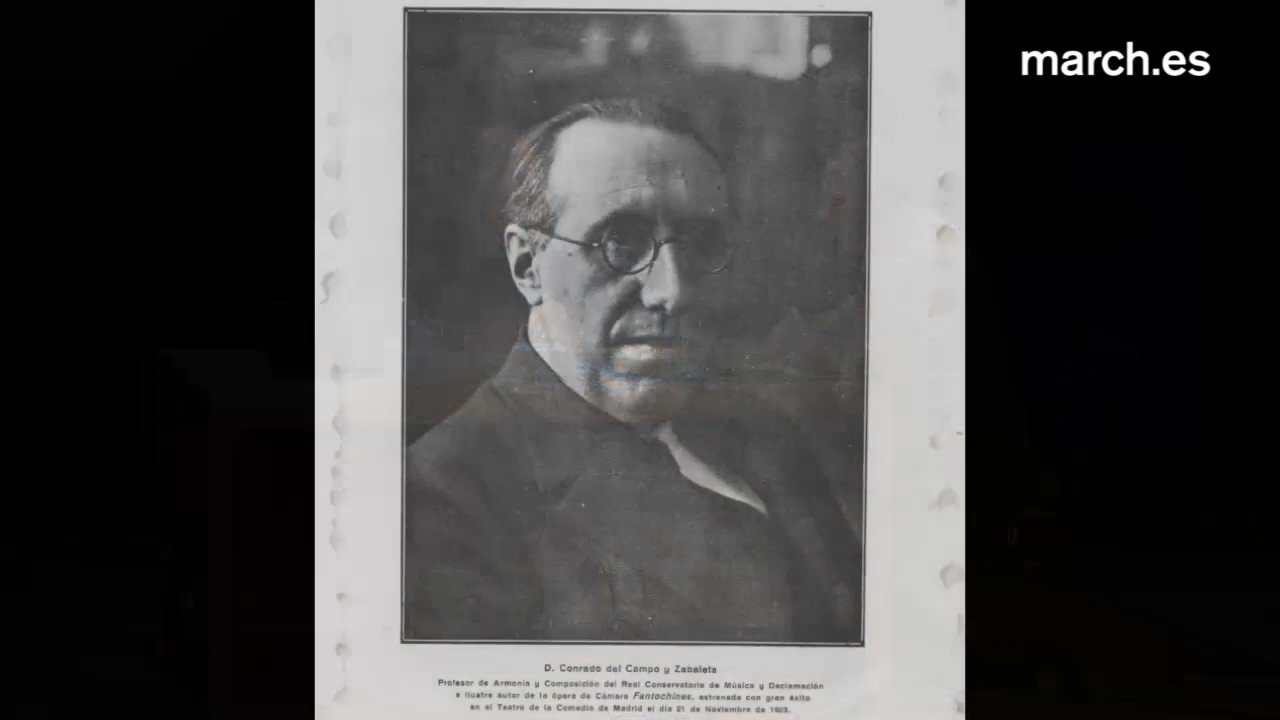 march.es
D. Conrado del Campo y Zabaleta
Profesor de Armonía y Composición del Real Conservatorio de Música y Declamación
e ilustre autor de la ópera de Cámara Fantochines, estrenada con gran éxito
en el Teatro de la Comedia de Madrid el día 21 de Noviembre de 1923.